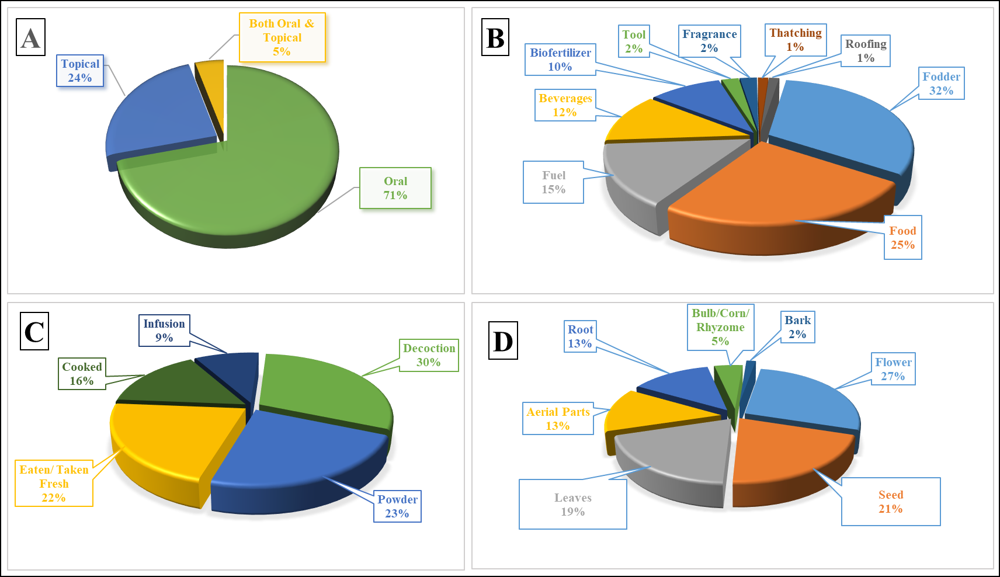 A
Both Oral &
Topical
5%
Topical
24%
Oral
71%
B
Tool
2%
Fragrance
2%
Thatching
1%
Roofing
1%
Biofertilizer
10%
Fodder
32%
Beverages
12%
Fuel
15%
Food
25%
C
Infusion
9%
Decoction
30%
Cooked
16%
Eaten/ Taken
Fresh
22%
Powder
23%
D
Root
13%
Bulb/Corn/
Rhyzome
5%
Bark
2%
Flower
27%
Aerial Parts
13%
Leaves
19%
Seed
21%